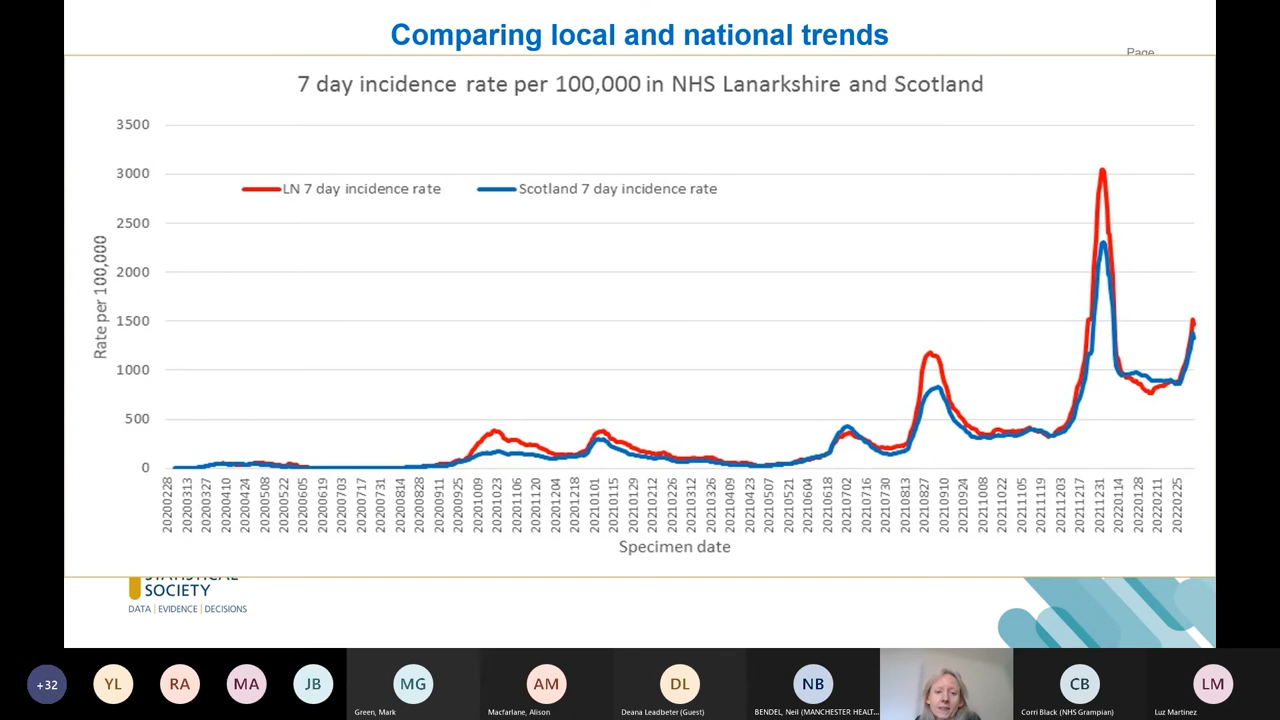 Comparing local and national trends
Page
7 day incidence rate per 100,000 in NHS Lanarkshire and Scotland
3500
3000
2500
2000
1500
1000
500
0
LN 7 day incidence rate
Scotland 7 day incidence rate
Rate per 100,000
20200228
20200313
20200327
20200410
20200424
20200508
20200522
20200605
20200619
20200703
20200717
20200731
20200814
20200828
20200911
20200925
20201009
20201023
20201106
20201120
20201204
20201218
20210101
20210115
20210129
20210212
20210226
20210312
20210326
20210409
20210423
20210507
20210521
20210604
20210618
20210702
20210716
20210730
20210813
20210827
20210910
20210924
20211008
20211022
20211105
20211119
20211203
20211217
20211231
20220114
20220128
20220211
20220225
Specimen date
STATISTICAL
SOCIETY
DATA | EVIDENCE | DECISIONS
+32
YL
RA
MA
JB
MG
AM
DL
NB
CB
LM
Green, Mark
Macfarlane, Alison
Deana Leadbeter (Guest)
BENDEL, Neil (MANCHESTER HEALT...
Corri Black (NHS Grampian)
Luz Martinez